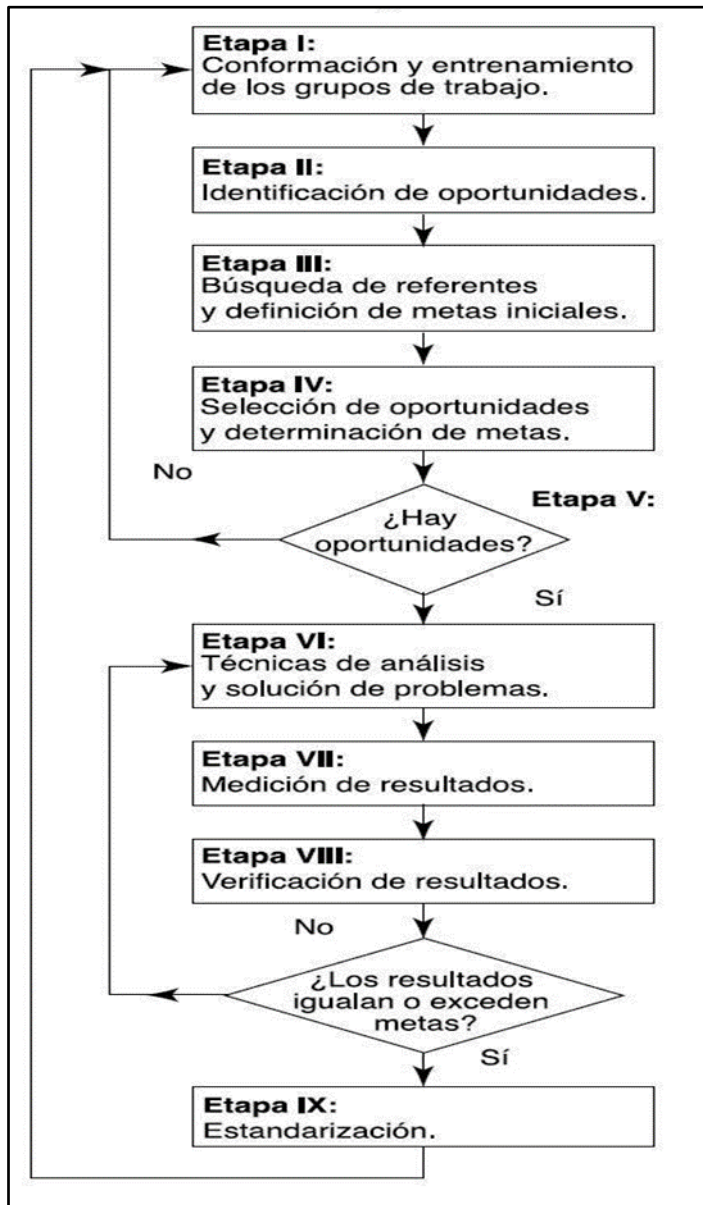 Etapa I:
Conformación y entrenamiento
de los grupos de trabajo.
Etapa II:
Identificación de oportunidades.
Etapa III:
Búsqueda de referentes
y definición de metas iniciales.
Etapa IV:
Selección de oportunidades
y determinación de metas.
No
Etapa V:
¿Hay
oportunidades?
Sí
Etapa VI:
Técnicas de análisis
y solución de problemas.
Etapa VII:
Medición de resultados.
Etapa VIII:
Verificación de resultados.
No
¿Los resultados
igualan o exceden
metas?
Sí
Etapa IX:
Estandarización.